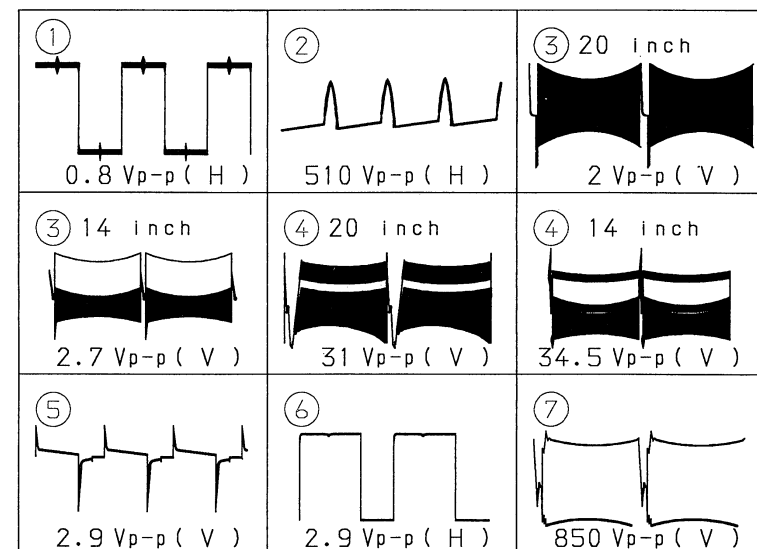 ①
0.8 Vp-p ( H )
②
510 Vp-p ( H )
③ 20 inch
2 Vp-p ( V )
③ 14 inch
2.7 Vp-p ( V )
④ 20 inch
31 Vp-p ( V )
④ 14 inch
34.5 Vp-p ( V )
⑤
2.9 Vp-p ( V )
⑥
2.9 Vp-p ( H )
⑦
850 Vp-p ( V )